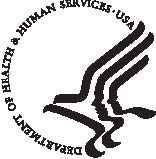 DEPARTMENT OF HEALTH & HUMAN SERVICES · USA